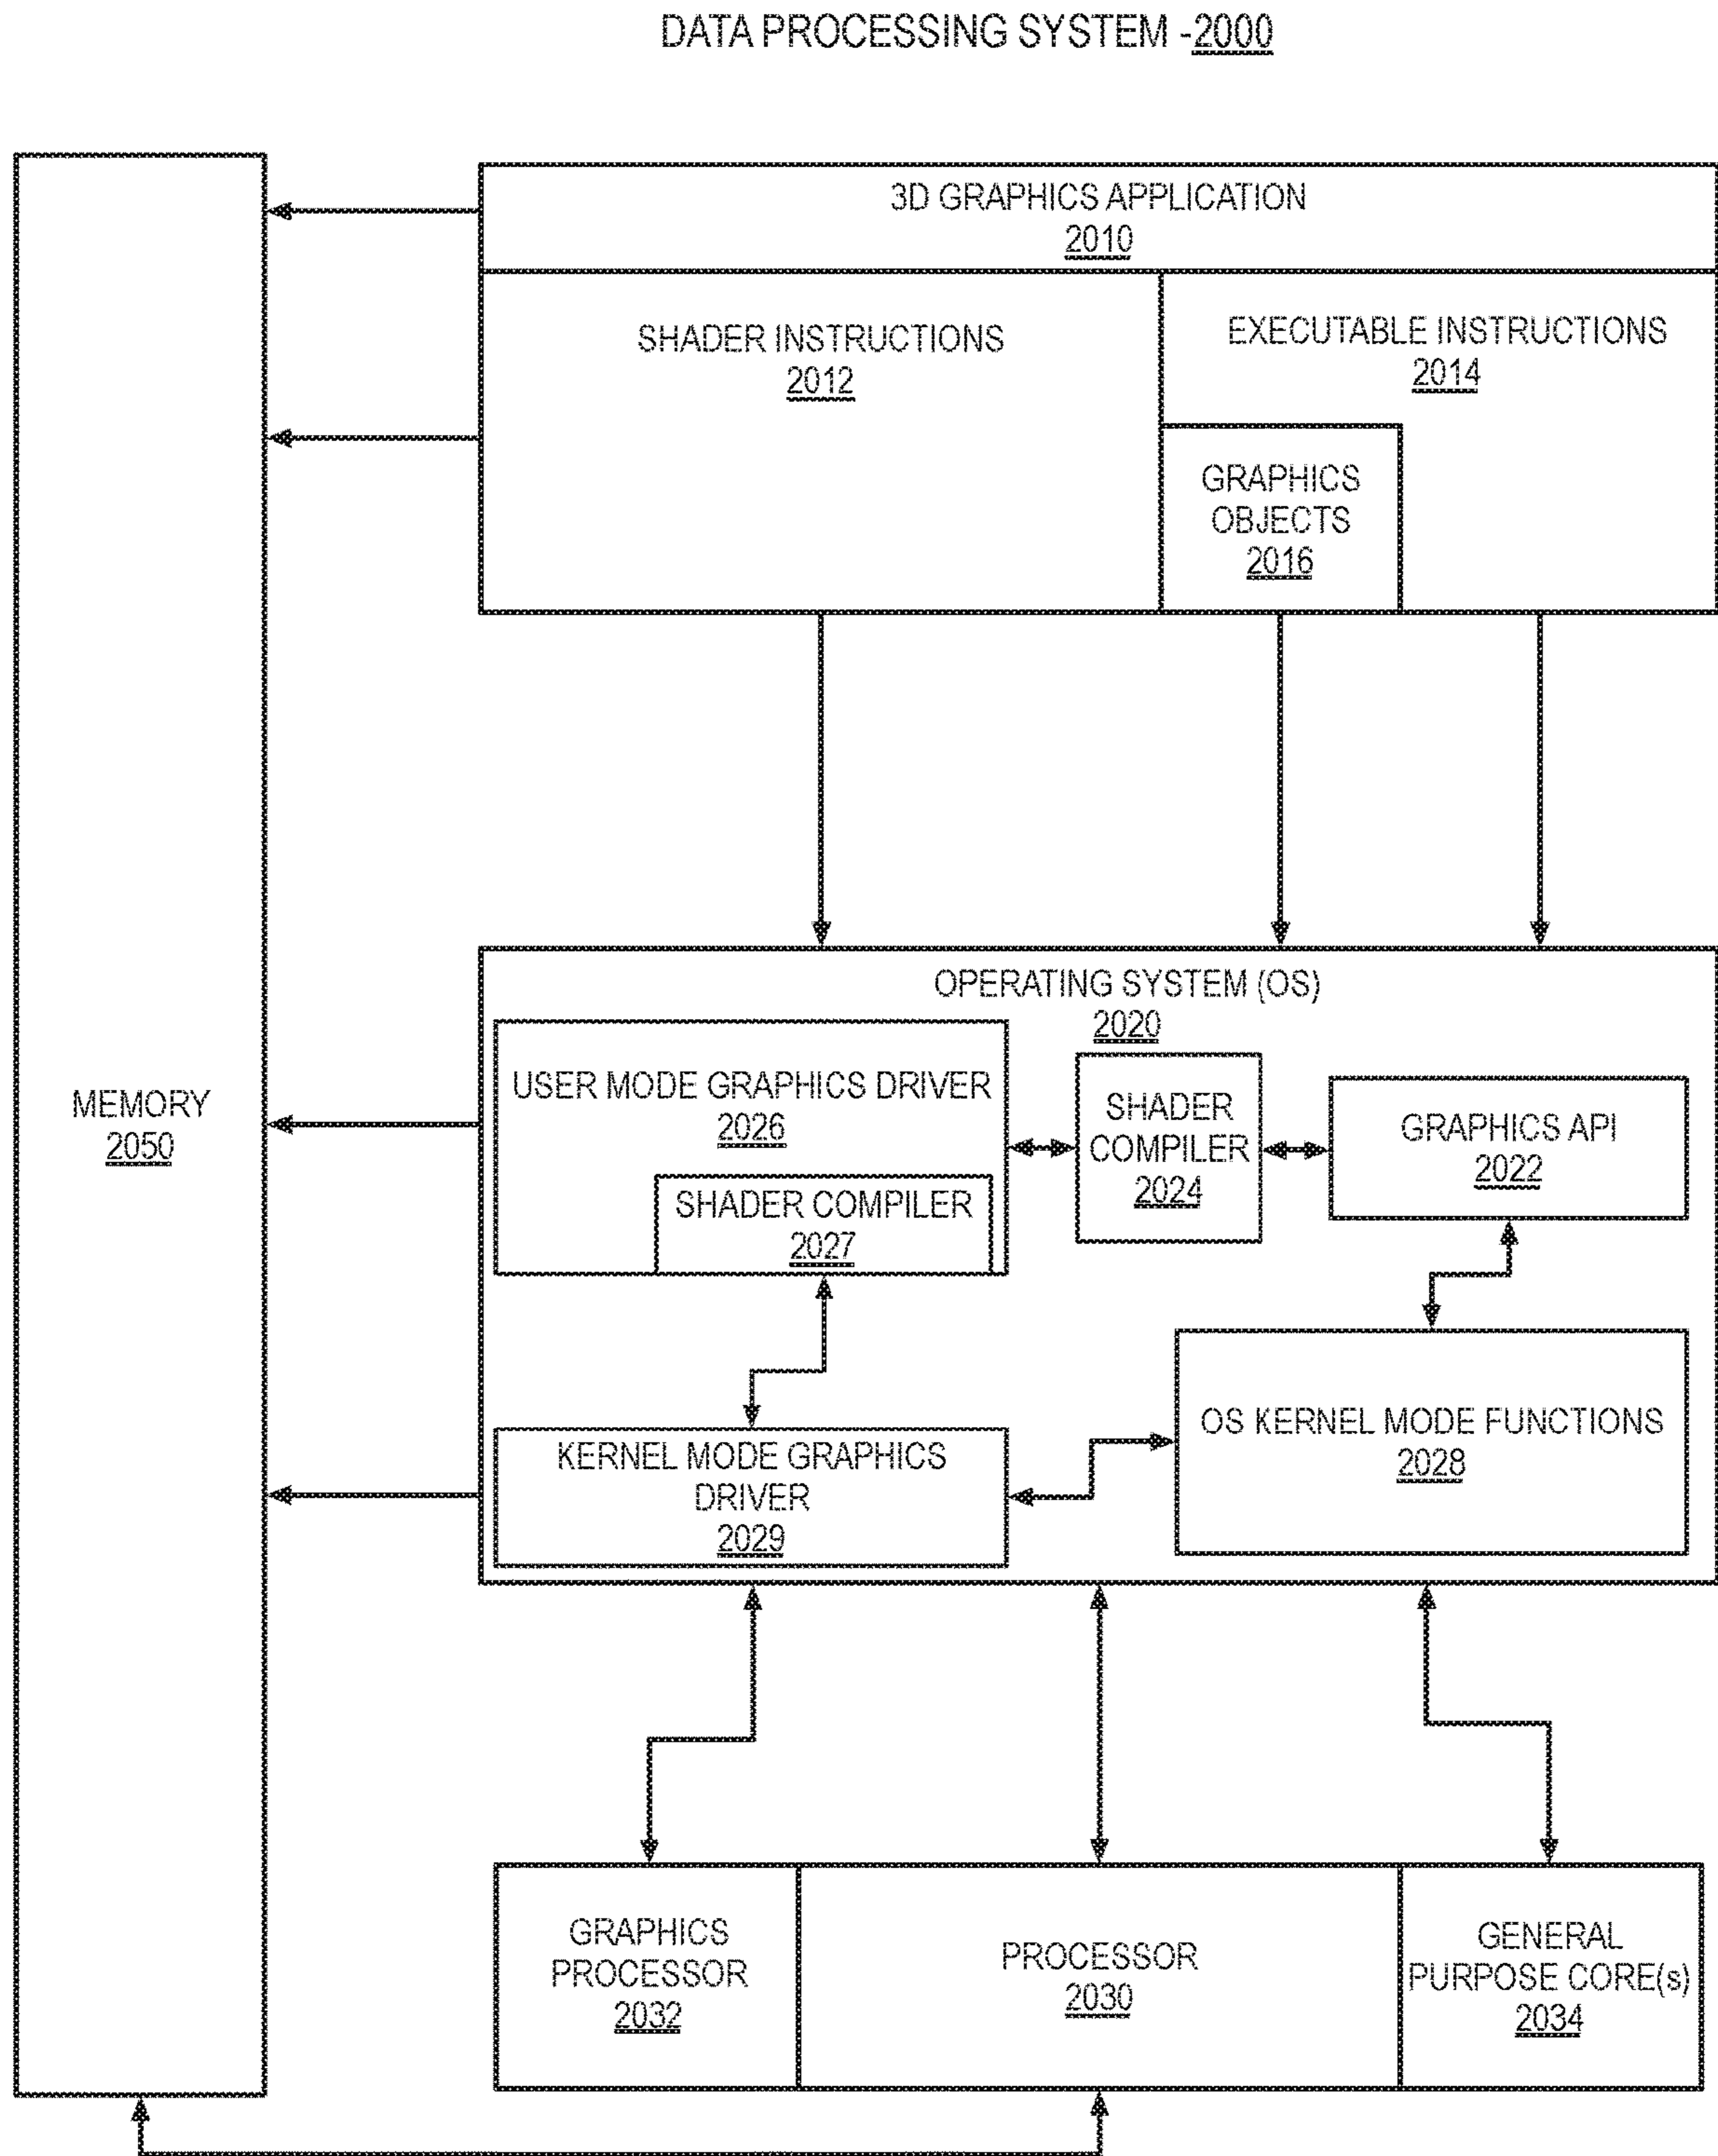 DATA PROCESSING SYSTEM -2000
3D GRAPHICS APPLICATION
2010
SHADER INSTRUCTIONS
2012
EXECUTABLE INSTRUCTIONS
2014
GRAPHICS
OBJECTS
2016
MEMORY
2050
OPERATING SYSTEM (OS)
2020
USER MODE GRAPHICS DRIVER
2026
SHADER COMPILER
2027
SHADER
COMPILER
2024
GRAPHICS API
2022
KERNEL MODE GRAPHICS
DRIVER
2029
OS KERNEL MODE FUNCTIONS
2028
GRAPHICS
PROCESSOR
2032
PROCESSOR
2030
GENERAL
PURPOSE CORE(s)
2034